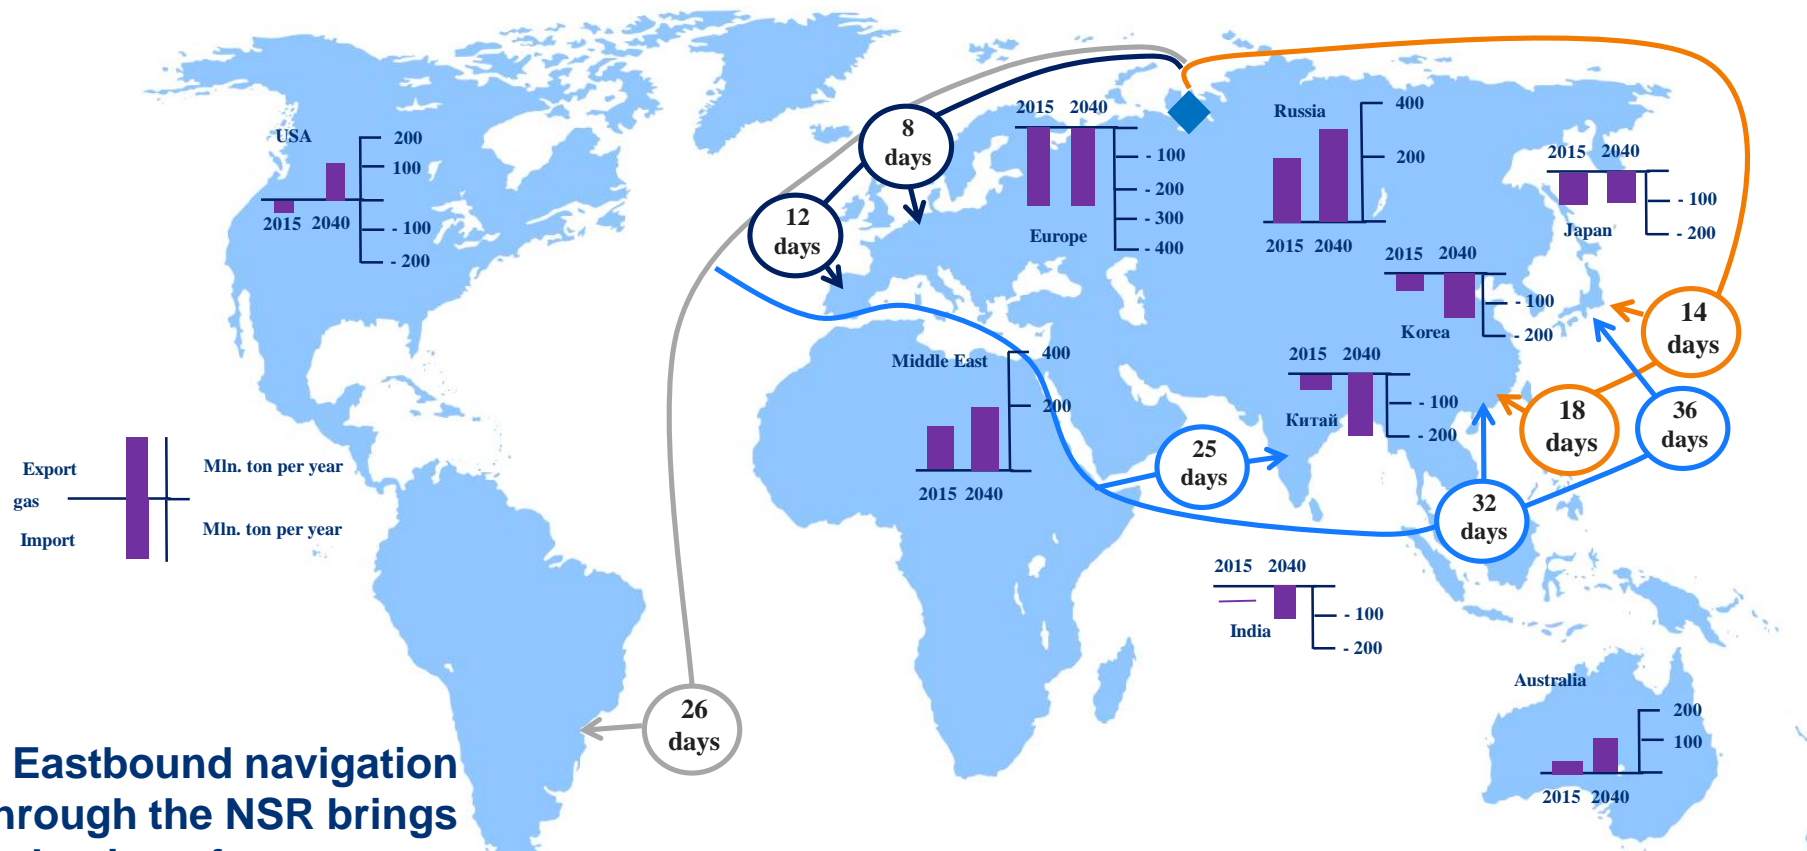 USA
200
100
- 100
- 200
2015 2040
8
days
12
days
2015 2040
- 100
- 200
- 300
- 400
Europe
Russia
400
200
2015 2040
2015 2040
- 100
- 200
Japan
2015 2040
- 100
- 200
Korea
14
days
Middle East
400
200
2015 2040
2015 2040
- 100
- 200
Китай
18
days
36
days
25
days
32
days
Export
gas
Import
Mln. ton per year
Mln. ton per year
2015 2040
- 100
- 200
India
Australia
200
100
2015 2040
26
days
Eastbound navigation
hrough the NSR brings